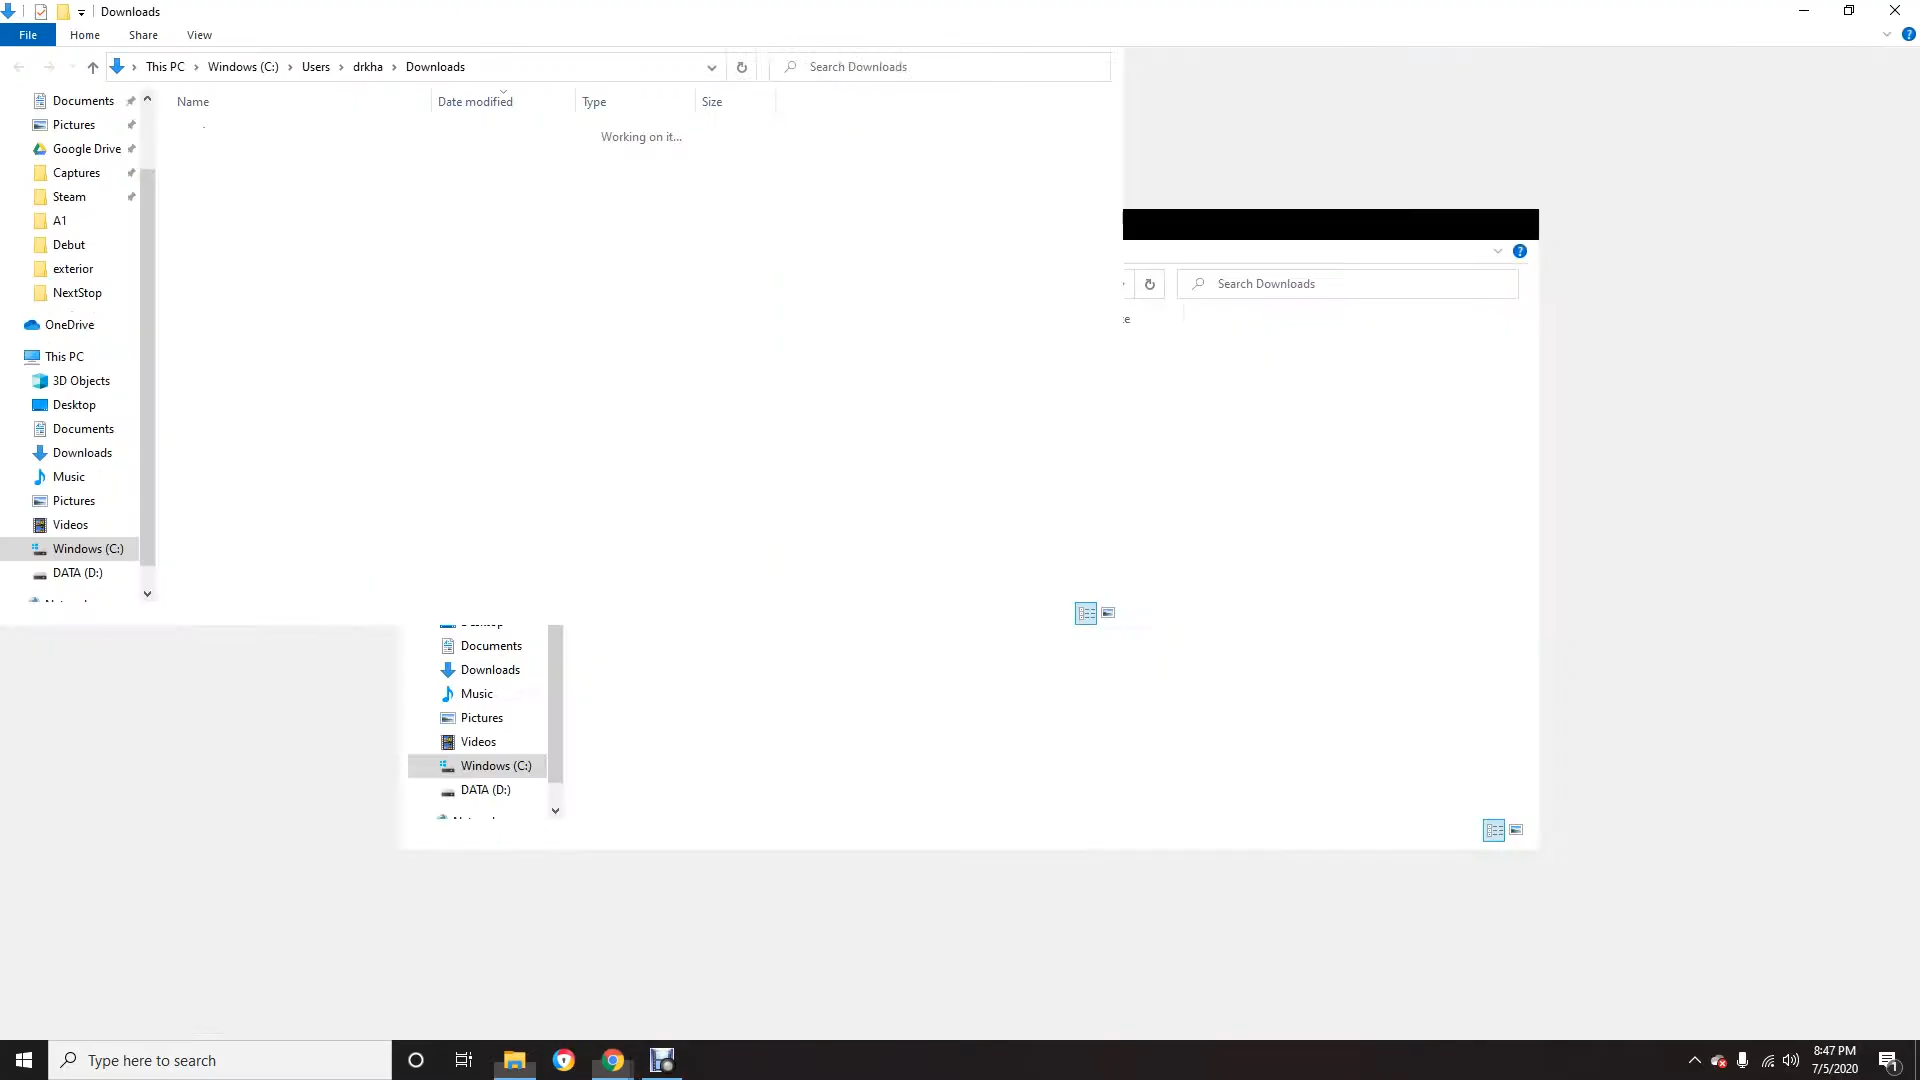 Downloads
File
Home
Share
View
This PC
Windows (C:)
Users
drkha
Downloads
Search Downloads
Name
Date modified
Type
Size
Working on it...
Documents
Pictures
Google Drive
Captures
Steam
A1
Debut
exterior
NextStop
OneDrive
This PC
3D Objects
Desktop
Documents
Downloads
Music
Pictures
Videos
Windows (C:)
DATA (D:)
Search Downloads
Documents
Downloads
Music
Pictures
Videos
Windows (C:)
DATA (D:)
Type here to search
8:47 PM
7/5/2020
1